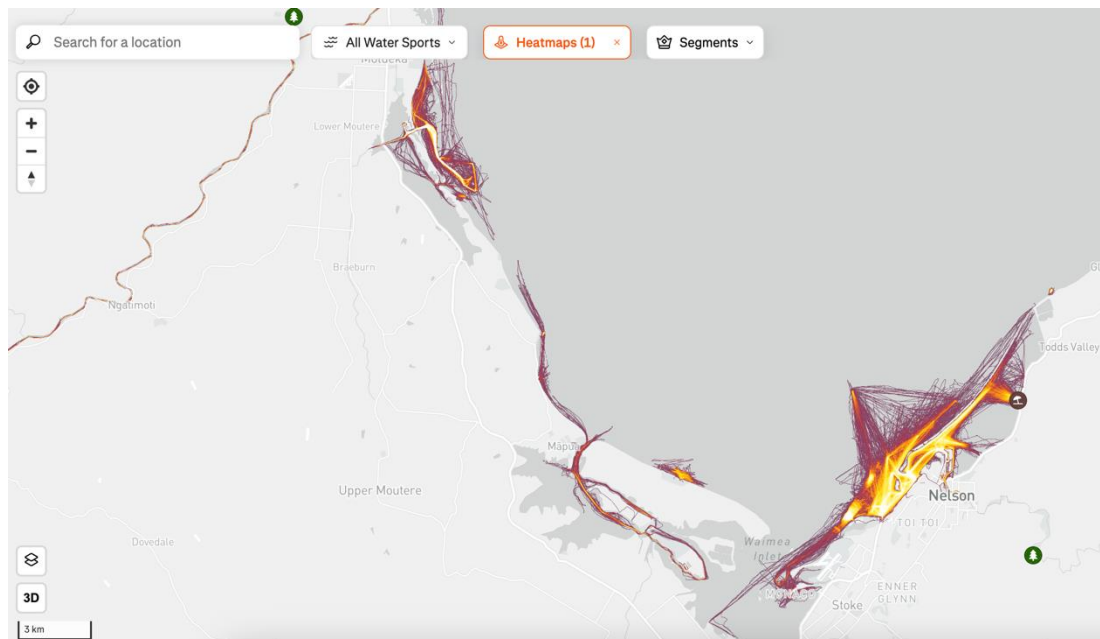 Search for a location
All Water Sports
Heatmaps (1)
×
Segments
Motueka
Lower Moutere
Braeburn
Ngatimoti
Todds Valley
Upper Moutere
Nelson
TOI TOI
Dovedale
Waimea
Inlet
ENNER
GLYNN
Stoke
3D
3 km